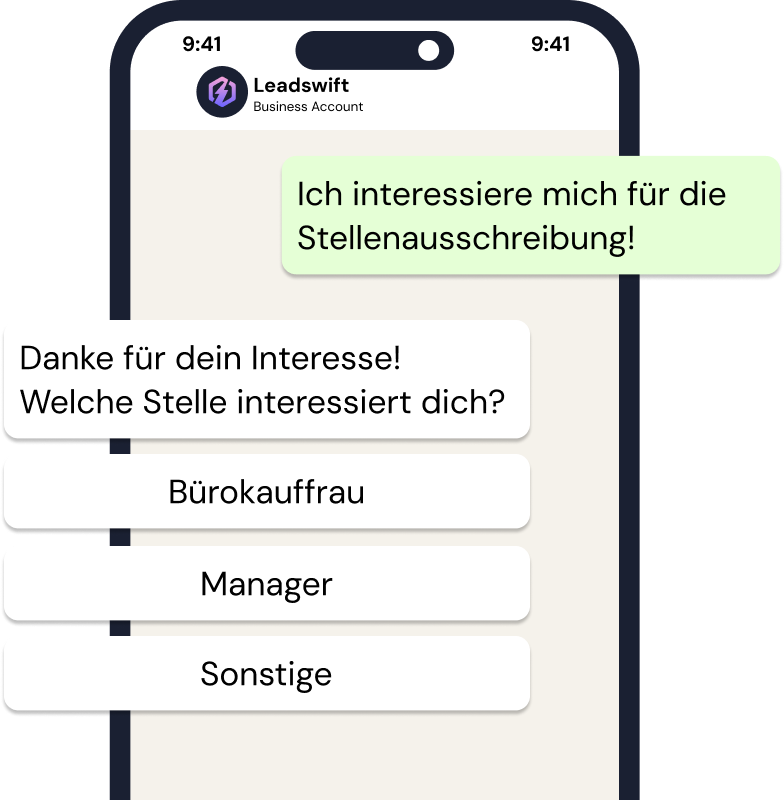 9:41
9:41
Leadswift
Business Account
Ich interessiere mich für die
Stellenausschreibung!
Danke für dein Interesse!
Welche Stelle interessiert dich?
Bürokauffrau
Manager
Sonstige